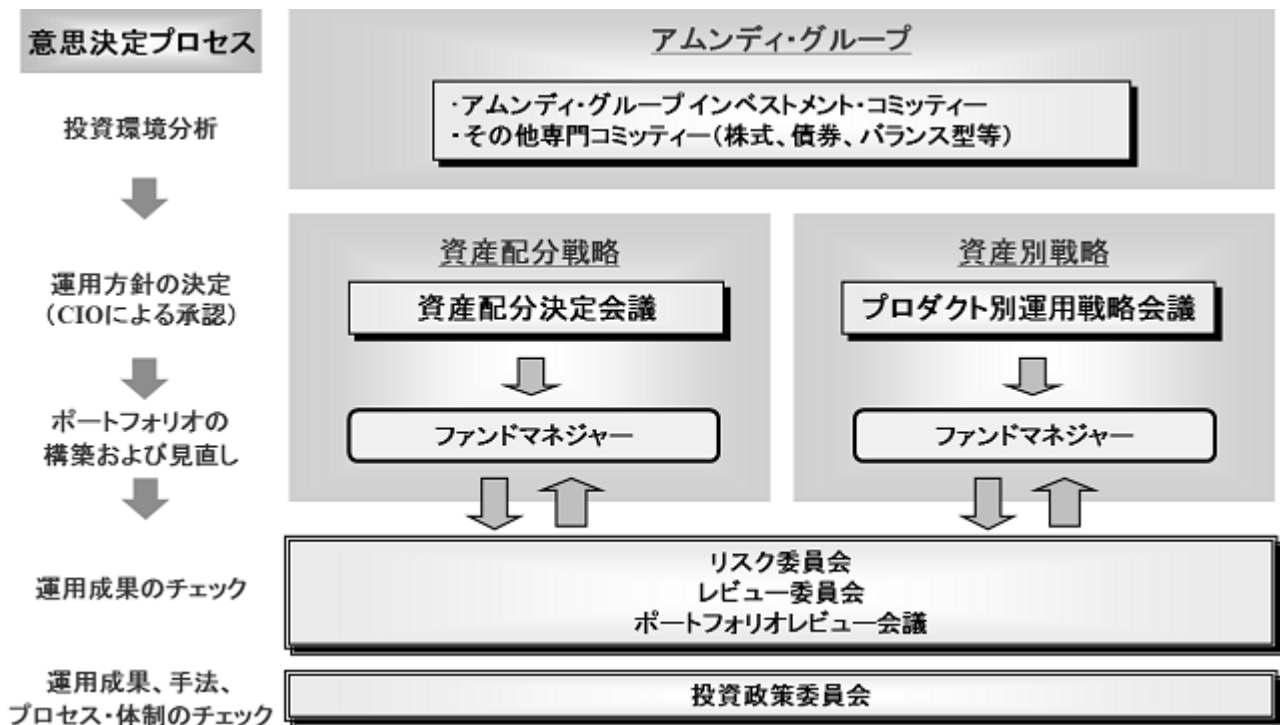 意思決定プロセス
アムンディ・グループ
投資環境分析
・アムンディ・グループ インベストメント・コミッティー
・その他専門コミッティー(株式、債券、バランス型等)
運用方針の決定
(CIOによる承認)
資産配分戦略
資産配分決定会議
資産別戦略
プロダクト別運用戦略会議
ポートフォリオの
構築および見直し
ファンドマネジャー
ファンドマネジャー
運用成果のチェック
リスク委員会
レビュー委員会
ポートフォリオレビュー会議
運用成果、手法、
プロセス・体制のチェック
投資政策委員会